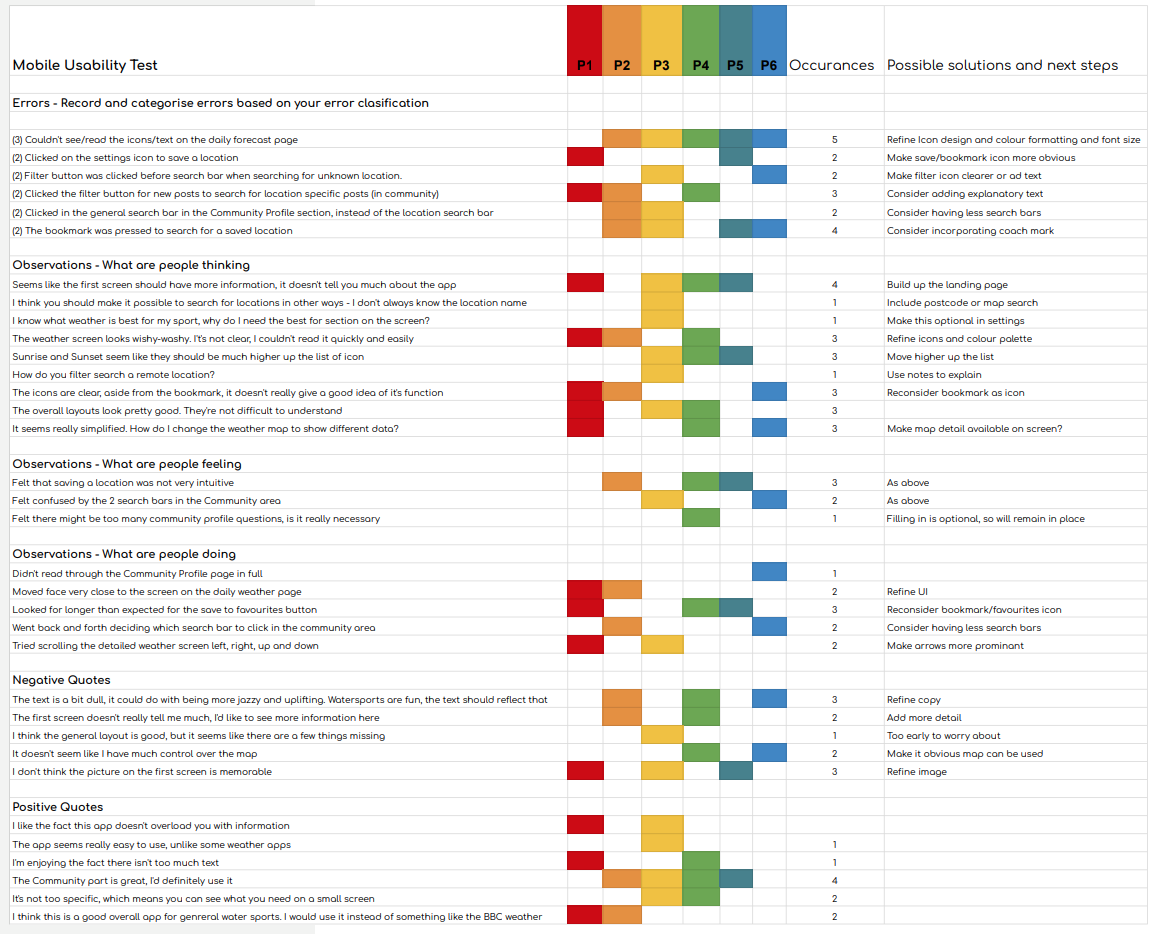 Mobile Usability Test P1 P2 P3 P4 P5 P6 Occurances Possible solutions and next steps
Errors - Record and categorise errors based on your error clasification
(3) Couldn't see/read the icons/text on the daily forecast page 5 Refine Icon design and colour formatting and font size
(2) Clicked on the settings icon to save a location 2 Make save/bookmark icon more obvious
(2) Filter button was clicked before search bar when searching for unknown location. 2 Make filter icon clearer or ad text
(2) Clicked the filter button for new posts to search for location specific posts (in community) 3 Consider adding explanatory text
(2) Clicked in the general search bar in the Community Profile section, instead of the location search bar 2 Consider having less search bars
(2) The bookmark was pressed to search for a saved location 4 Consider incorporating coach mark
Observations - What are people thinking
Seems like the first screen should have more information, it doesn't tell you much about the app 4 Build up the landing page
I think you should make it possible to search for locations in other ways - I don't always know the location name 1 Include postcode or map search
I know what weather is best for my sport, why do I need the best for section on the screen? 1 Make this optional in settings
The weather screen looks wishy-washy. I't's not clear, I couldn't read it quickly and easily 3 Refine icons and colour palette
Sunrise and Sunset seem like they should be much higher up the list of icon 3 Move higher up the list
How do you filter search a remote location? 1 Use notes to explain
The icons are clear, aside from the bookmark, it doesn't really give a good idea of it's function 3 Reconsider bookmark as icon
The overall layouts look pretty good. They're not difficult to understand 3
It seems really simplified. How do I change the weather map to show different data? 3 Make map detail available on screen?
Observations - What are people feeling
Felt that saving a location was not very intuitive 3 As above
Felt confused by the 2 search bars in the Community area 2 As above
Felt there might be too many community profile questions, is it really necessary 1 Filling in is optional, so will remain in place
Observations - What are people doing
Didn't read through the Community Profile page in full 1
Moved face very close to the screen on the daily weather page 2 Refine UI
Looked for longer than expected for the save to favourites button 3 Reconsider bookmark/favourites icon
Went back and forth deciding which search bar to click in the community area 2 Consider having less search bars
Tried scrolling the detailed weather screen left, right, up and down 2 Make arrows more prominant
Negative Quotes
The text is a bit dull, it could do with being more jazzy and uplifting. Watersports are fun, the text should reflect that 3 Refine copy
The first screen doesn't really tell me much, I'd like to see more information here 2 Add more detail
I think the general layout is good, but it seems like there are a few things missing 1 Too early to worry about
It doesn't seem like I have much control over the map 2 Make it obvious map can be used
I don't think the picture on the first screen is memorable 3 Refine image
Positive Quotes
I like the fact this app doesn't overload you with information
The app seems really easy to use, unlike some weather apps 1
I'm enjoying the fact there isn't too much text 1
The Community part is great, I'd definitely use it 4
It's not too specific, which means you can see what you need on a small screen 2
I think this is a good overall app for genreral water sports. I would use it instead of something like the BBC weather 2